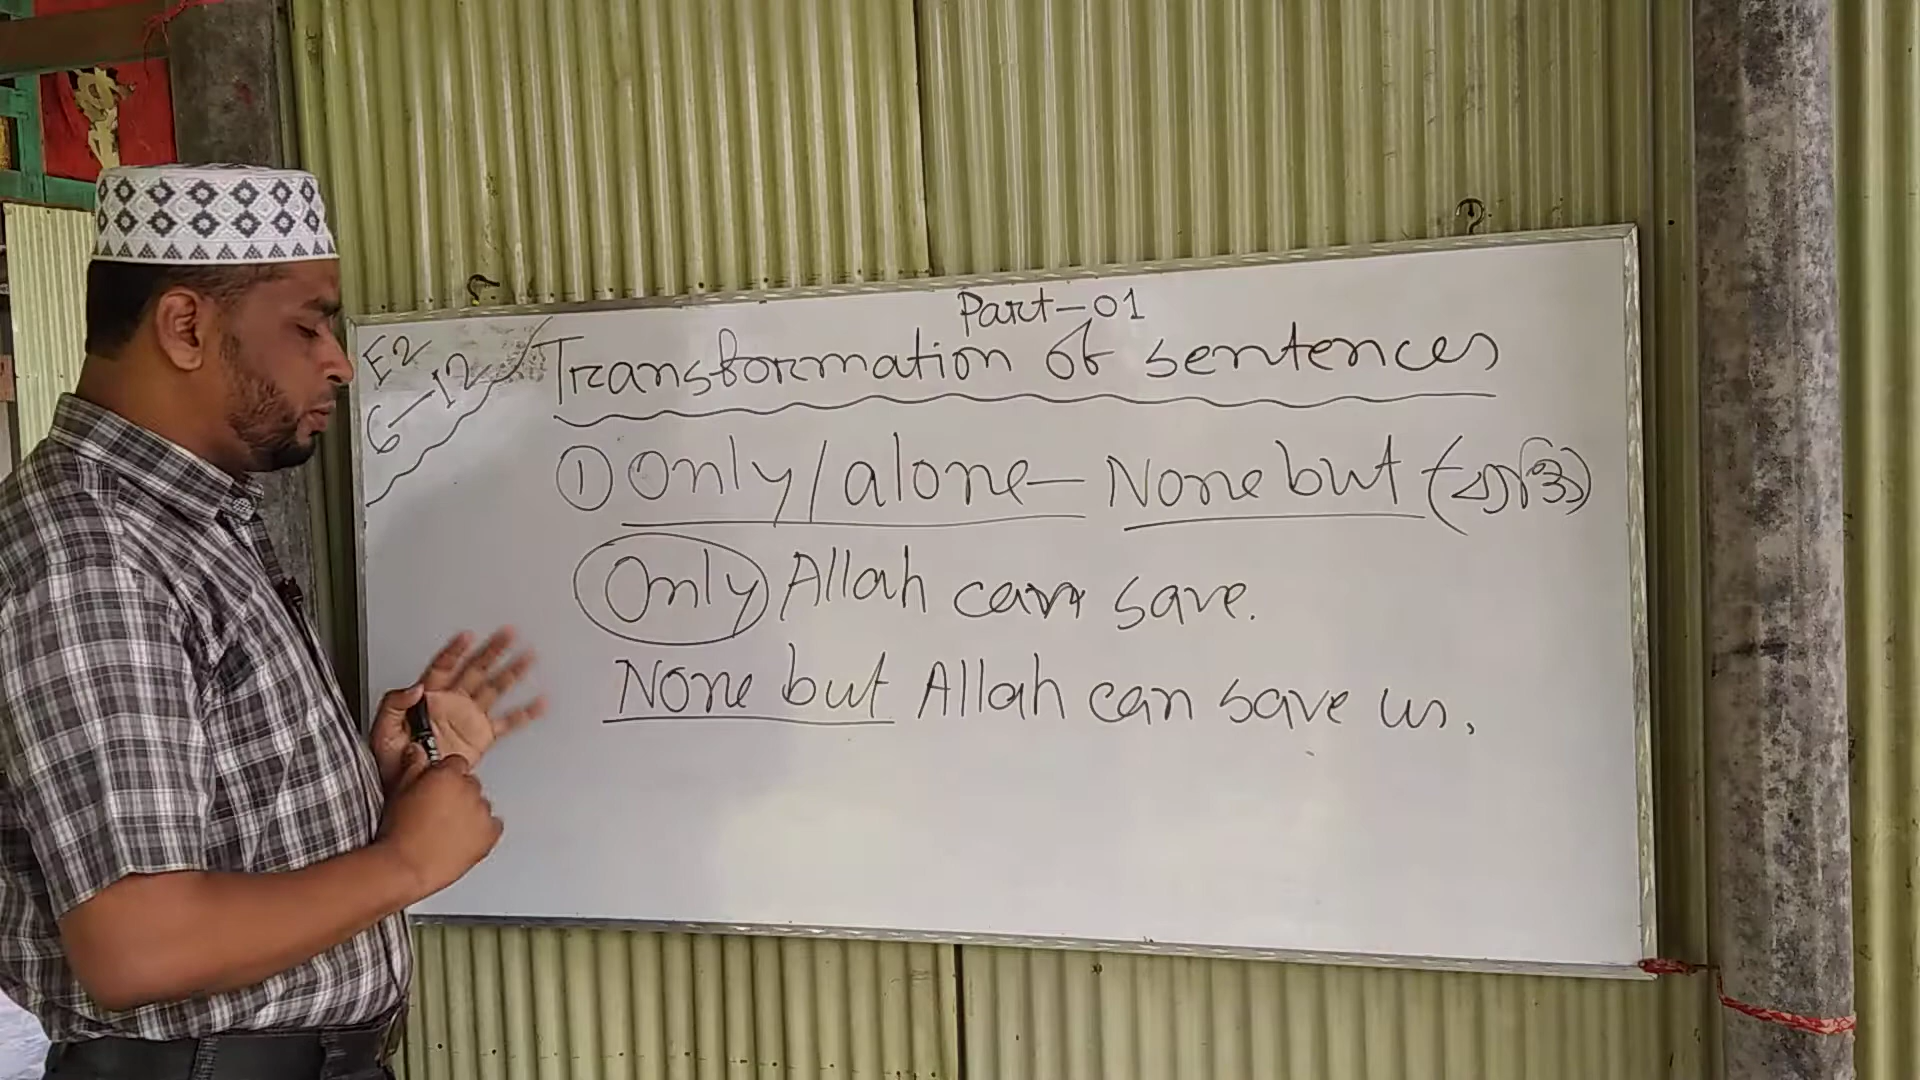 Part-01
E2
6-12
Transformation of sentences
① Only/alone- None but (ব্যক্তি)
Only Allah can save.
None but Allah can save us.